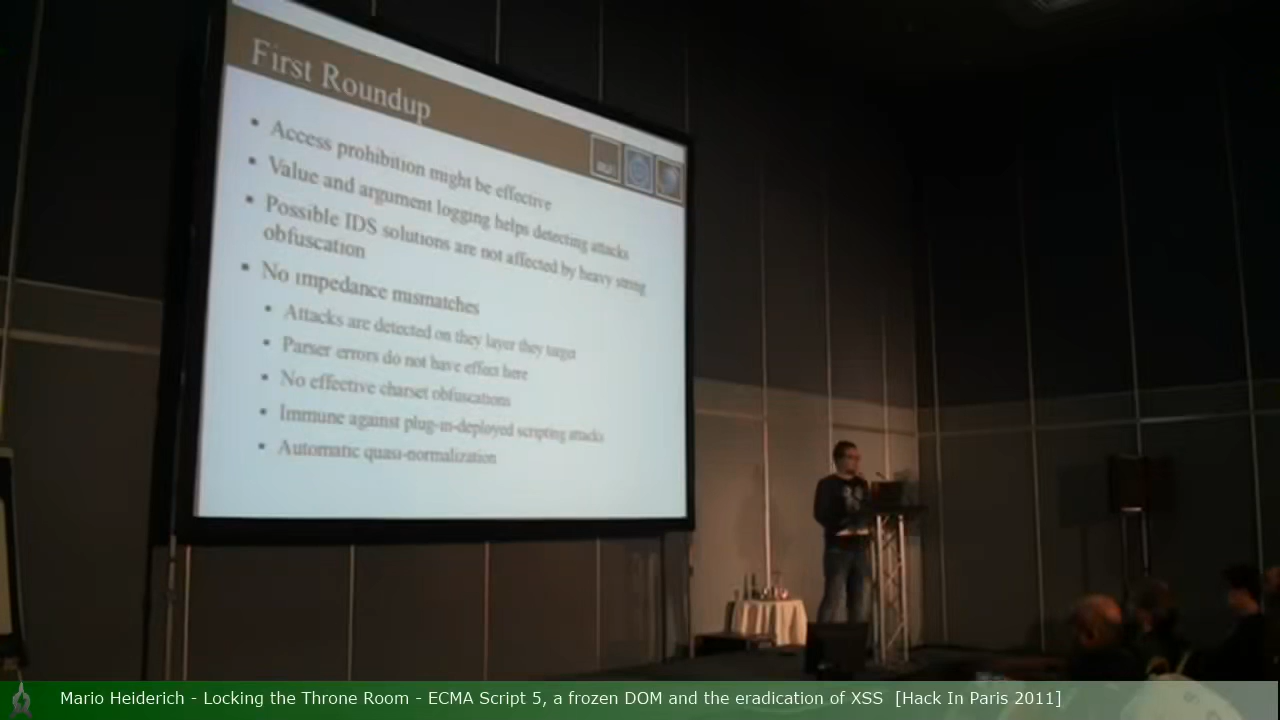 First Roundup
Access prohibition might be effective
Value and argument logging helps detecting attacks
Possible IDS solutions are not affected by heavy string
obfuscation
No impedance mismatches
Attacks are detected on they layer they target
Parser errors do not have effect here
No effective charset obfuscations
Immune against plug-in-deployed scripting attacks
Automatic quasi-normalization
Mario Heiderich - Locking the Throne Room - ECMA Script 5, a frozen DOM and the eradication of XSS [Hack In Paris 2011]